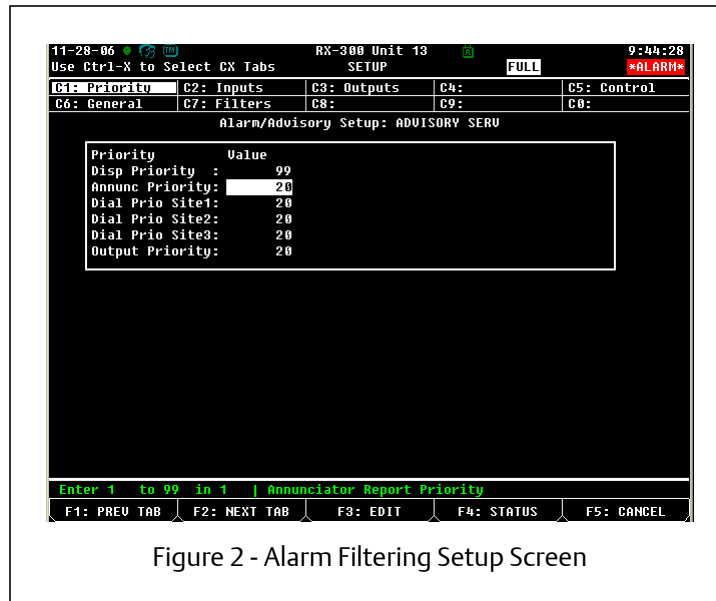 11-28-06 RX-300 Unit 13 9:44:28
Use Ctrl-X to Select CX Tabs SETUP FULL *ALARM*
C1: Priority C2: Inputs C3: Outputs C4: C5: Control
C6: General C7: Filters C8: C9: C0:
Alarm/Advisory Setup: ADVISORY SERV
Priority Value
Disp Priority : 99
Annunc Priority: 20
Dial Prio Site1: 20
Dial Prio Site2: 20
Dial Prio Site3: 20
Output Priority: 20
Enter 1 to 99 in 1 | Annunciator Report Priority
F1: PREV TAB F2: NEXT TAB F3: EDIT F4: STATUS F5: CANCEL
Figure 2 - Alarm Filtering Setup Screen